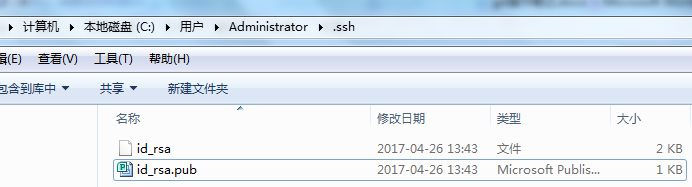 计算机 本地磁盘 (C:) 用户 Administrator .ssh
(E) 查看(V) 工具(T) 帮助(H)
包含到库中 共享 新建文件夹
名称 修改日期 类型 大小
id_rsa 2017-04-26 13:43 文件 2 KB
id_rsa.pub 2017-04-26 13:43 Microsoft Publis... 1 KB